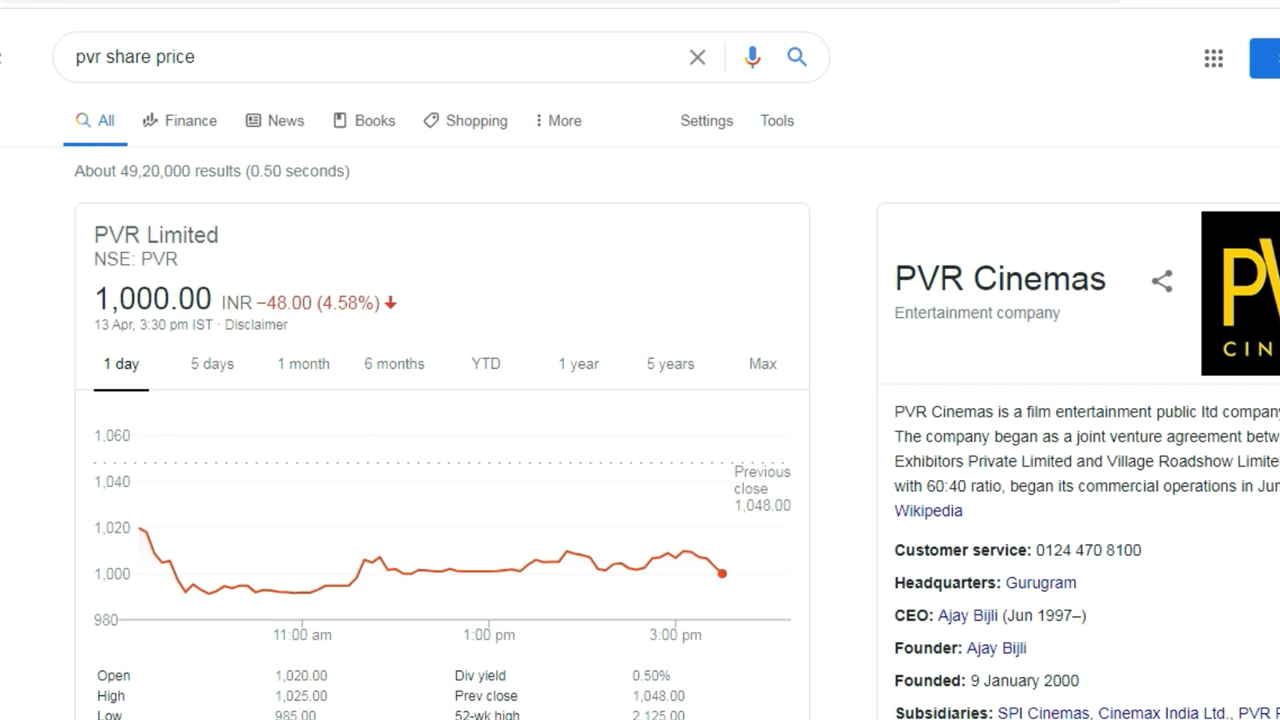 pvr share price
All Finance News Books Shopping More Settings Tools
About 49,20,000 results (0.50 seconds)
PVR Limited
NSE: PVR
1,000.00 INR −48.00 (4.58%)
13 Apr, 3:30 pm IST · Disclaimer
1 day 5 days 1 month 6 months YTD 1 year 5 years Max
1,060
1,040
1,020
1,000
980
Previous
close
1,048.00
11:00 am 1:00 pm 3:00 pm
Open 1,020.00 Div yield 0.50%
High 1,025.00 Prev close 1,048.00
Low 985.00 52-wk high 2,125.00
PVR Cinemas
Entertainment company
PV
CIN
PVR Cinemas is a film entertainment public ltd company
The company began as a joint venture agreement betw
Exhibitors Private Limited and Village Roadshow Limite
with 60:40 ratio, began its commercial operations in Jun
Wikipedia
Customer service: 0124 470 8100
Headquarters: Gurugram
CEO: Ajay Bijli (Jun 1997–)
Founder: Ajay Bijli
Founded: 9 January 2000
Subsidiaries: SPI Cinemas, Cinemax India Ltd., PVR